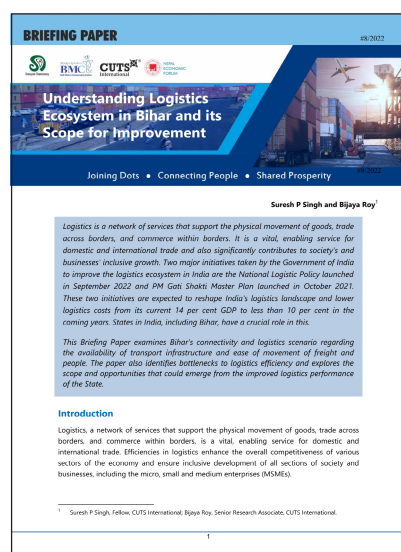 BRIEFING PAPER
#8/2022
BMC
CUTS
International
NEPAL
ECONOMIC
FORUM
Understanding Logistics
Ecosystem in Bihar and its
Scope for Improvement
#8/2022
Joining Dots ● Connecting People ● Shared Prosperity
Suresh P Singh and Bijaya Roy1
Logistics is a network of services that support the physical movement of goods, trade
across borders, and commerce within borders. It is a vital, enabling service for
domestic and international trade and also significantly contributes to society's and
businesses' inclusive growth. Two major initiatives taken by the Government of India
to improve the logistics ecosystem in India are the National Logistic Policy launched
in September 2022 and PM Gati Shakti Master Plan launched in October 2021.
These two initiatives are expected to reshape India's logistics landscape and lower
logistics costs from its current 14 per cent GDP to less than 10 per cent in the
coming years. States in India, including Bihar, have a crucial role in this.
This Briefing Paper examines Bihar's connectivity and logistics scenario regarding
the availability of transport infrastructure and ease of movement of freight and
people. The paper also identifies bottlenecks to logistics efficiency and explores the
scope and opportunities that could emerge from the improved logistics performance
of the State.
Introduction
Logistics, a network of services that support the physical movement of goods, trade across
borders, and commerce within borders, is a vital, enabling service for domestic and
international trade. Efficiencies in logistics enhance the overall competitiveness of various
sectors of the economy and ensure inclusive development of all sections of society and
businesses, including the micro, small and medium enterprises (MSMEs).
1 Suresh P Singh, Fellow, CUTS International; Bijaya Roy, Senior Research Associate, CUTS International.
1